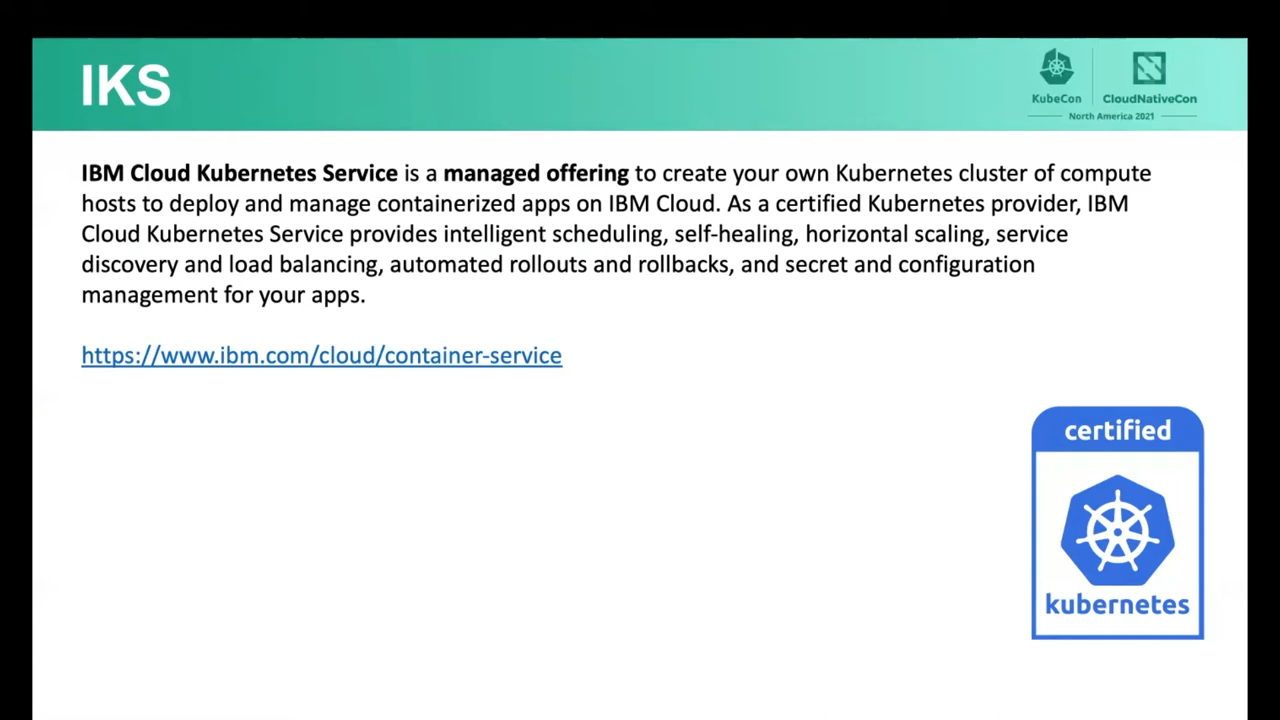 IKS
KubeCon
CloudNativeCon
North America 2021
IBM Cloud Kubernetes Service is a managed offering to create your own Kubernetes cluster of compute
hosts to deploy and manage containerized apps on IBM Cloud. As a certified Kubernetes provider, IBM
Cloud Kubernetes Service provides intelligent scheduling, self-healing, horizontal scaling, service
discovery and load balancing, automated rollouts and rollbacks, and secret and configuration
management for your apps.
https://www.ibm.com/cloud/container-service
certified
kubernetes